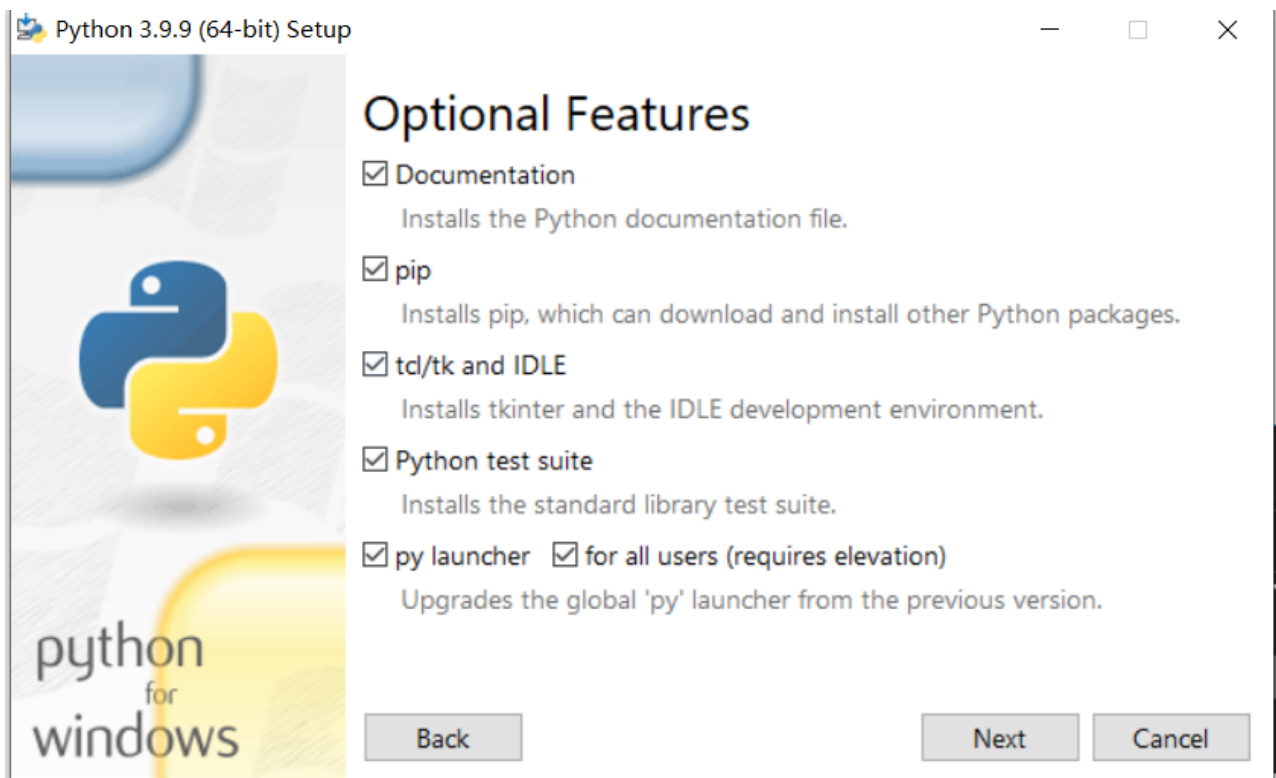 Python 3.9.9 (64-bit) Setup
Optional Features
Documentation
Installs the Python documentation file.
pip
Installs pip, which can download and install other Python packages.
tcl/tk and IDLE
Installs tkinter and the IDLE development environment.
Python test suite
Installs the standard library test suite.
py launcher for all users (requires elevation)
Upgrades the global 'py' launcher from the previous version.
python
for
windows
Back Next Cancel